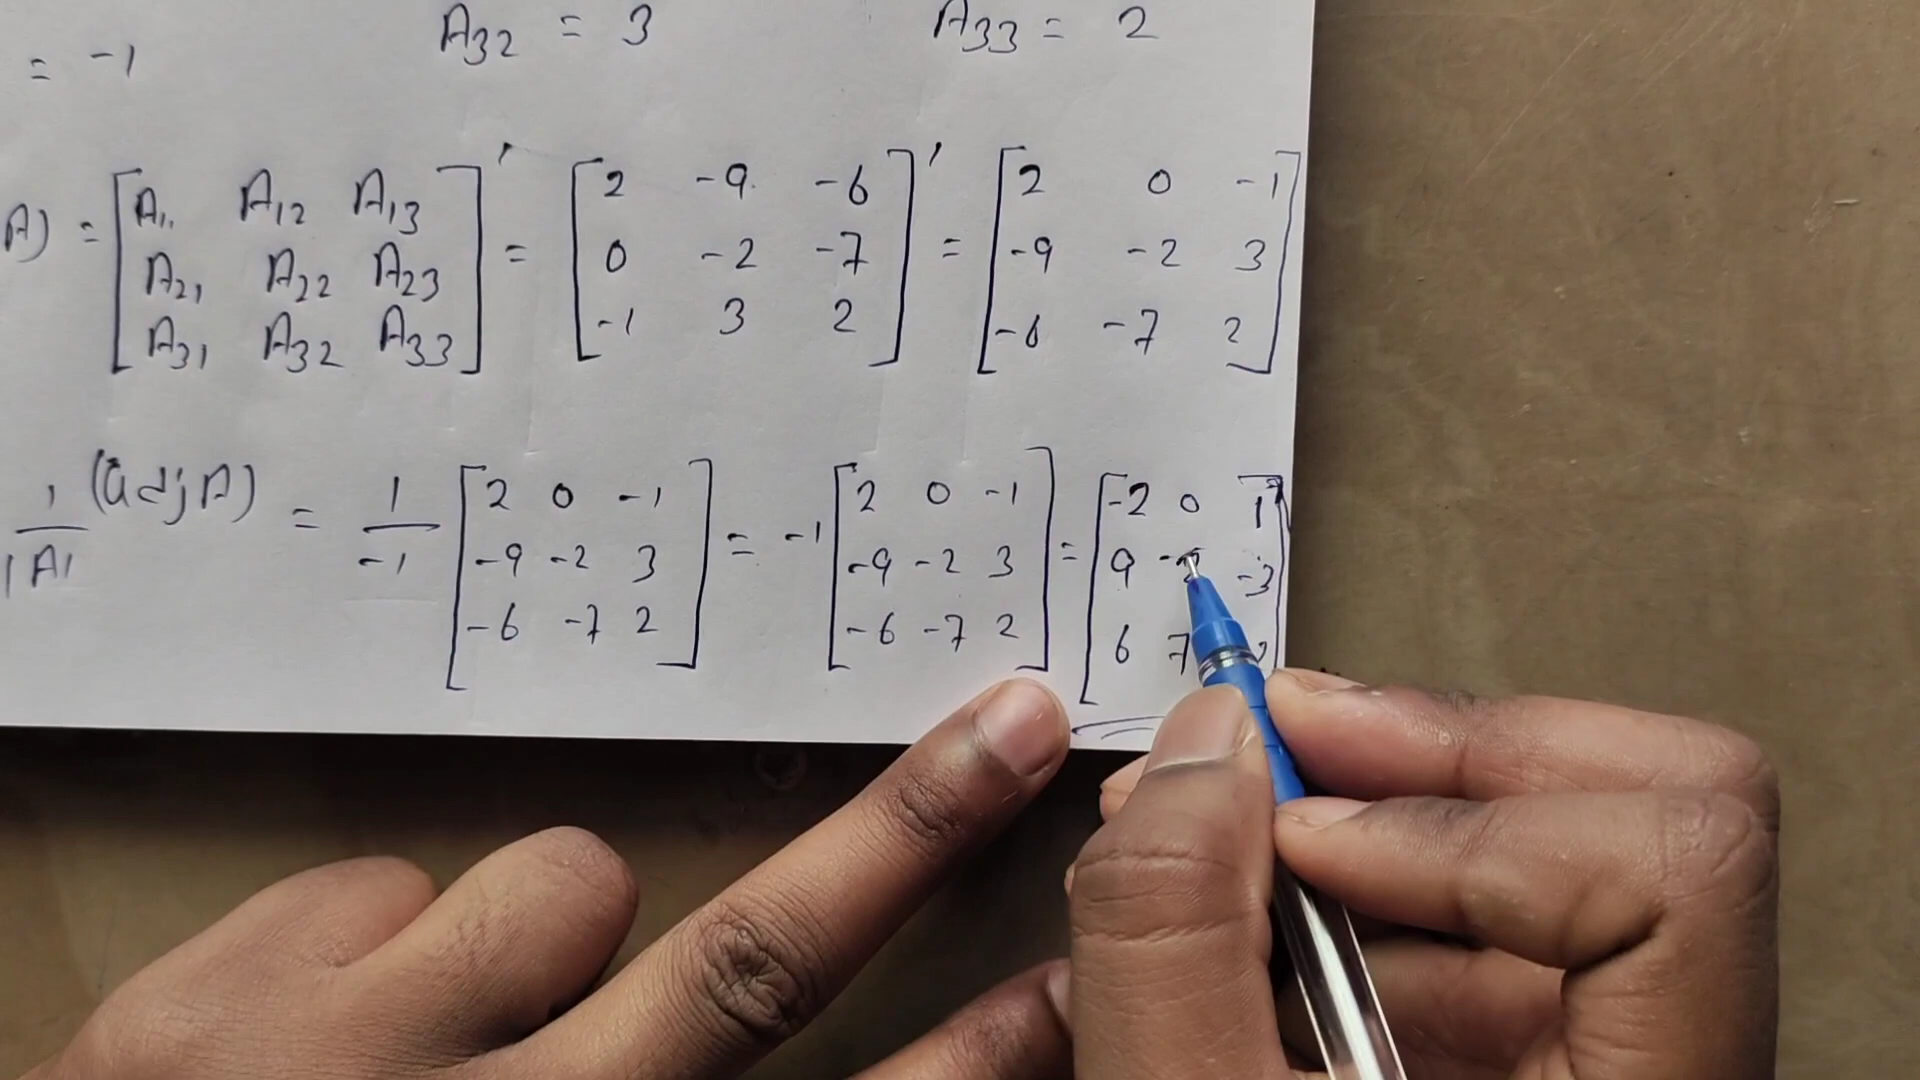 = -1 A32 = 3 A33 = 2
A) = [A11 A12 A13 ]' = [2 -9 -6]' = [2 0 -1]
A21 A22 A23 0 -2 -7 -9 -2 3
A31 A32 A33 -1 3 2 -6 -7 2
1/|A| (adj A) = 1/-1 [2 0 -1] = -1 [2 0 -1] = [-2 0 1]
-9 -2 3 -9 -2 3 9 -3
-6 -7 2 -6 -7 2 6 7